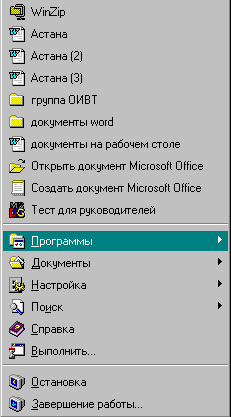 WinZip
Астана
Астана (2)
Астана (3)
группа ОИВТ
документы word
документы на рабочем столе
Открыть документ Microsoft Office
Создать документ Microsoft Office
Тест для руководителей
Программы
Документы
Настройка
Поиск
Справка
Выполнить...
Остановка
Завершение работы...